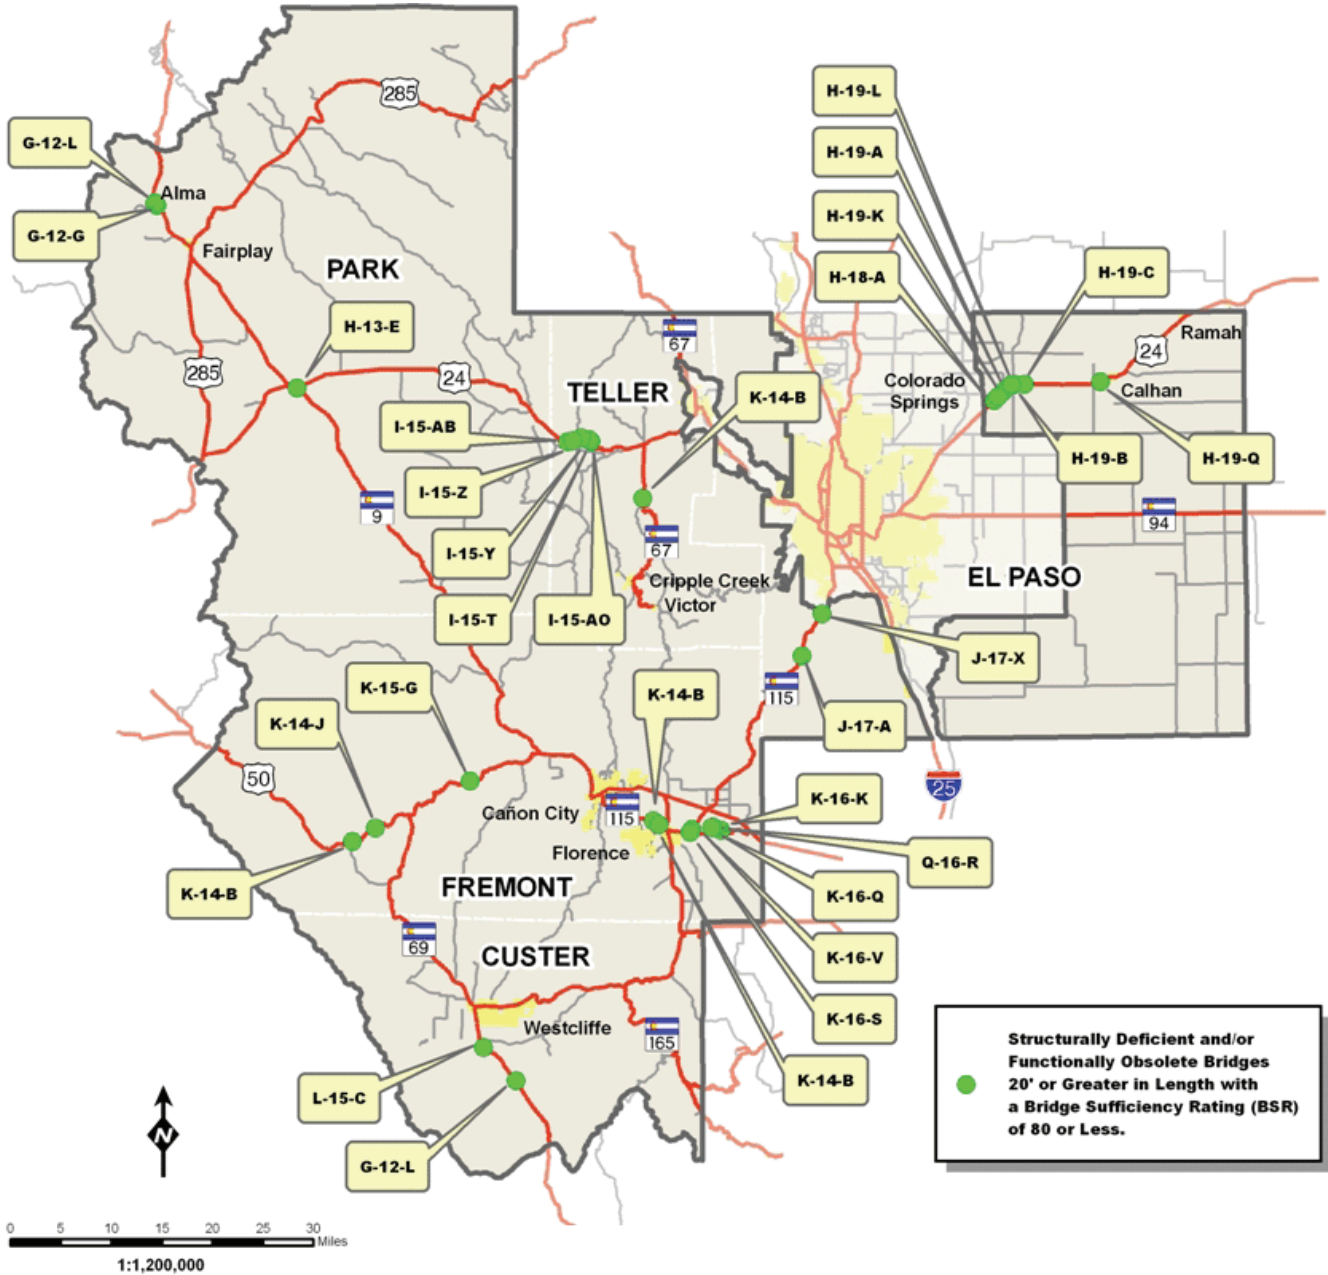 H-19-L
285
G-12-L
H-19-A
Alma
H-19-K
G-12-G
Fairplay
PARK
H-18-A
H-19-C
H-13-E
67
Ramah
285
24
24
TELLER
K-14-B
Colorado
Springs
Calhan
I-15-AB
H-19-B
H-19-Q
I-15-Z
9
94
I-15-Y
67
Cripple Creek
EL PASO
Victor
I-15-T
I-15-AO
J-17-X
K-15-G
K-14-B
115
K-14-J
J-17-A
50
25
K-16-K
Cañon City
115
Florence
Q-16-R
K-14-B
FREMONT
K-16-Q
69
CUSTER
K-16-V
K-16-S
Westcliffe
165
K-14-B
L-15-C
G-12-L
Structurally Deficient and/or
Functionally Obsolete Bridges
20' or Greater in Length with
a Bridge Sufficiency Rating (BSR)
of 80 or Less.
N
0 5 10 15 20 25 30
Miles
1:1,200,000